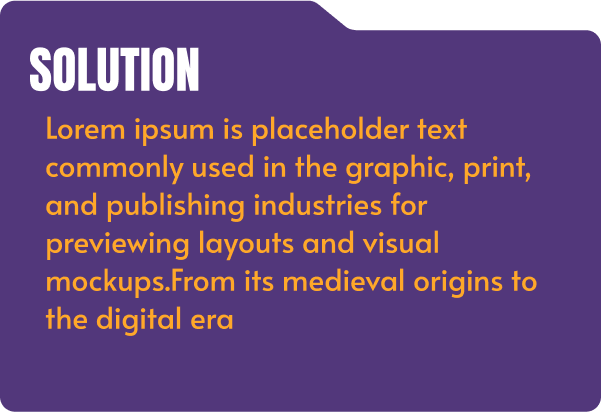 SOLUTION
Lorem ipsum is placeholder text
commonly used in the graphic, print,
and publishing industries for
previewing layouts and visual
mockups.From its medieval origins to
the digital era